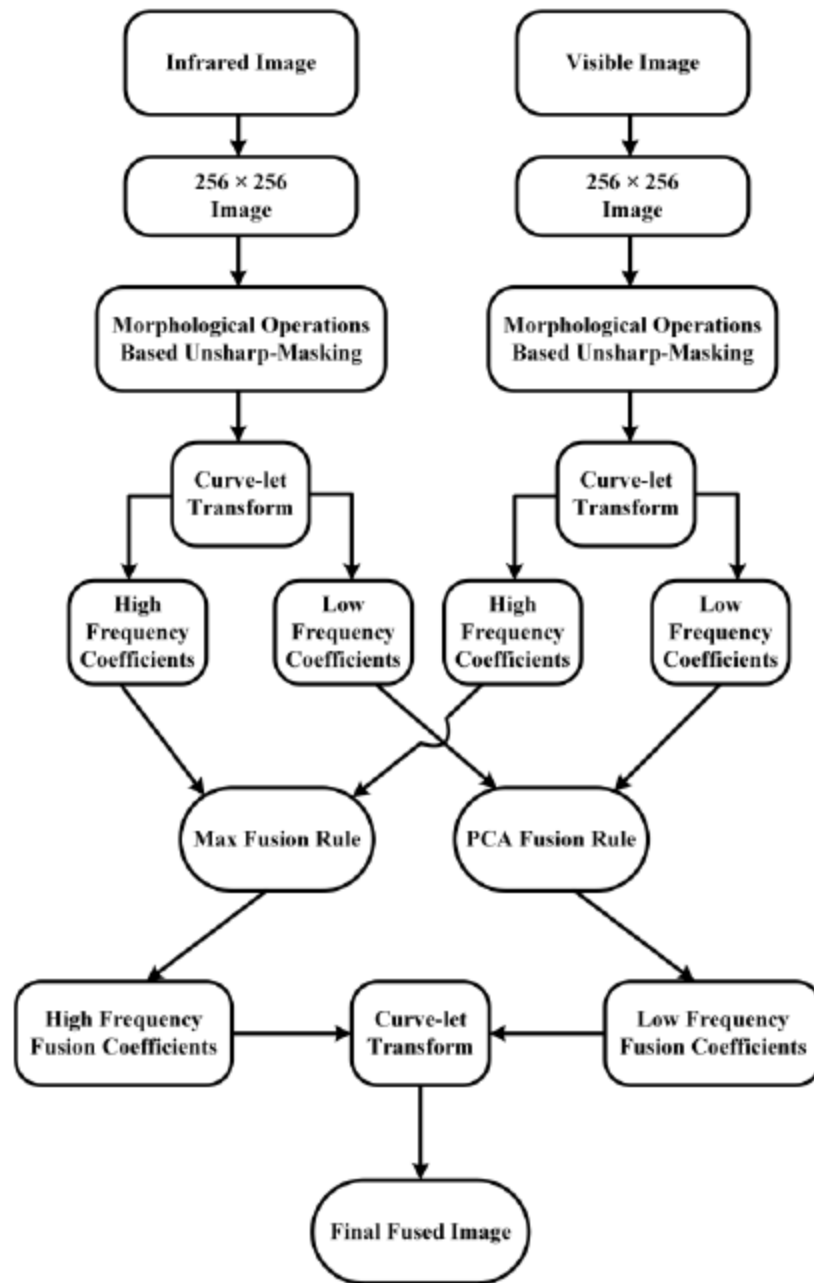 Infrared Image
Visible Image
256 × 256
Image
256 × 256
Image
Morphological Operations
Based Unsharp-Masking
Morphological Operations
Based Unsharp-Masking
Curve-let
Transform
Curve-let
Transform
High
Frequency
Coefficients
Low
Frequency
Coefficients
High
Frequency
Coefficients
Low
Frequency
Coefficients
Max Fusion Rule
PCA Fusion Rule
High Frequency
Fusion Coefficients
Curve-let
Transform
Low Frequency
Fusion Coefficients
Final Fused Image